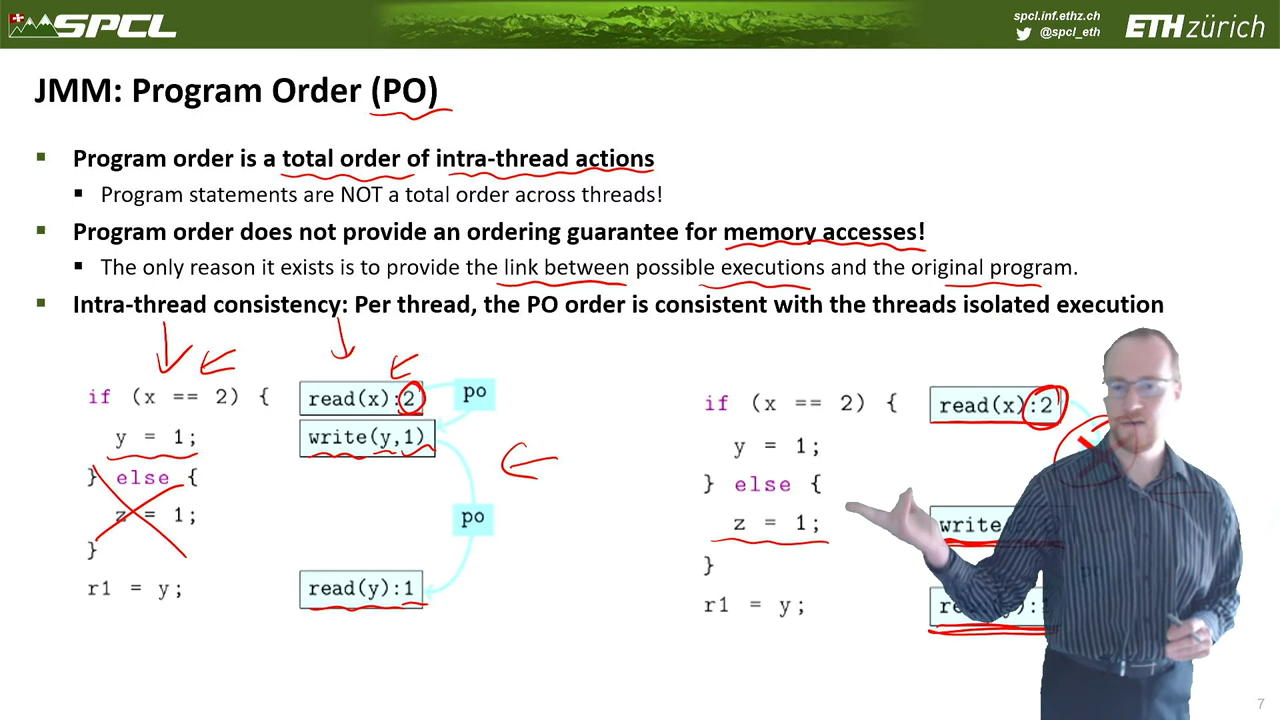 SPCL
spcl.inf.ethz.ch
@spcl_eth
ETH zürich
JMM: Program Order (PO)
Program order is a total order of intra-thread actions
Program statements are NOT a total order across threads!
Program order does not provide an ordering guarantee for memory accesses!
The only reason it exists is to provide the link between possible executions and the original program.
Intra-thread consistency: Per thread, the PO order is consistent with the threads isolated execution
if (x == 2) {
y = 1;
} else {
z = 1;
}
r1 = y;
read(x):2
po
write(y,1)
po
read(y):1
if (x == 2) {
y = 1;
} else {
z = 1;
}
r1 = y;
read(x):2
write
po
7